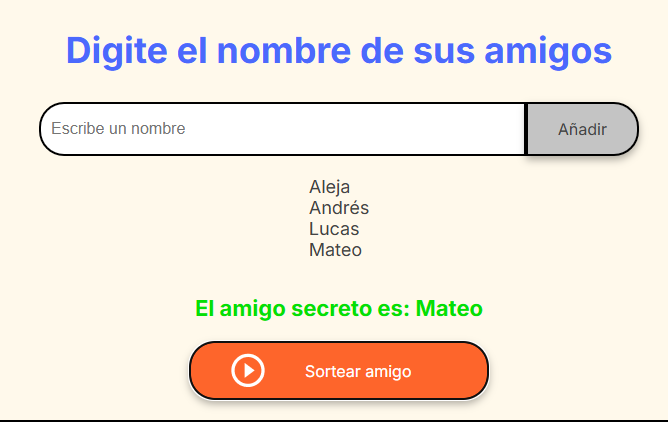 Digite el nombre de sus amigos
Escribe un nombre
Añadir
Aleja
Andrés
Lucas
Mateo
El amigo secreto es: Mateo
Sortear amigo